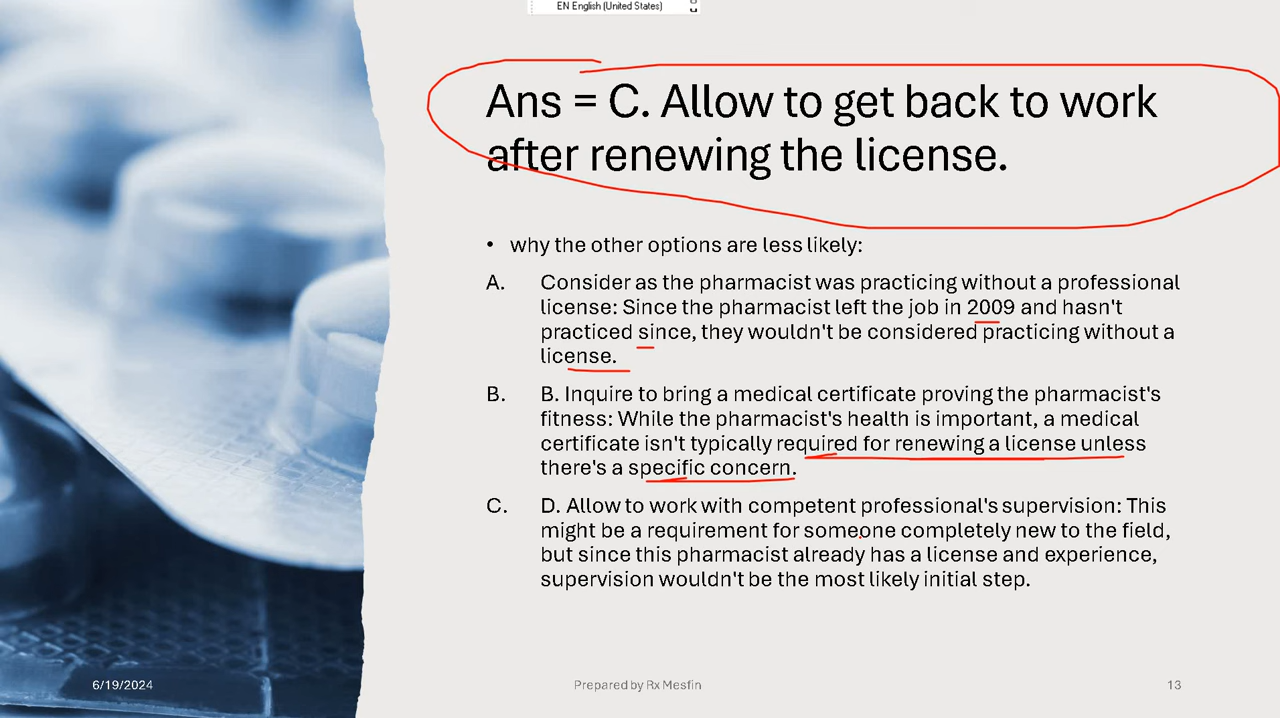 EN English (United States)
Ans = C. Allow to get back to work
after renewing the license.
• why the other options are less likely:
A. Consider as the pharmacist was practicing without a professional
license: Since the pharmacist left the job in 2009 and hasn't
practiced since, they wouldn't be considered practicing without a
license.
B. B. Inquire to bring a medical certificate proving the pharmacist's
fitness: While the pharmacist's health is important, a medical
certificate isn't typically required for renewing a license unless
there's a specific concern.
C. D. Allow to work with competent professional's supervision: This
might be a requirement for someone completely new to the field,
but since this pharmacist already has a license and experience,
supervision wouldn't be the most likely initial step.
6/19/2024
Prepared by Rx Mesfin
13